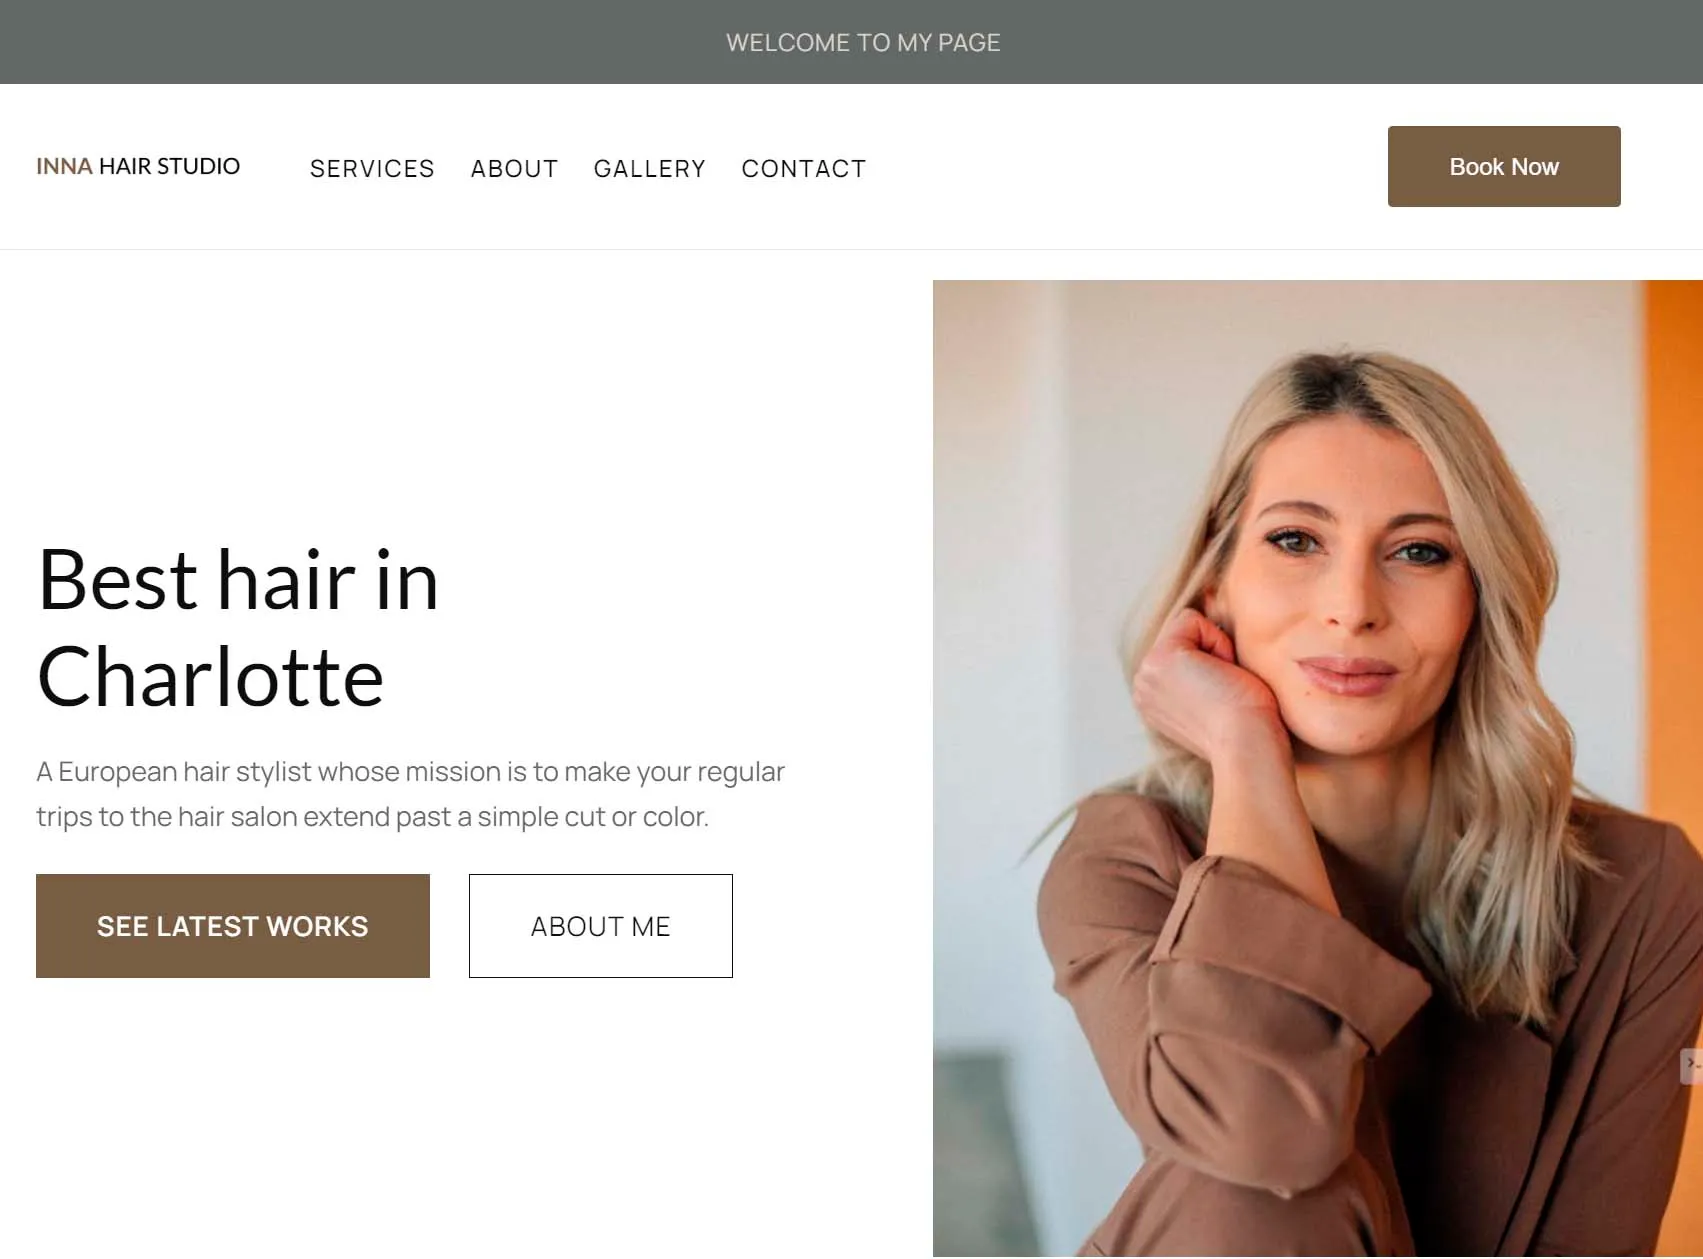 WELCOME TO MY PAGE
INNA HAIR STUDIO
SERVICES
ABOUT
GALLERY
CONTACT
Book Now
Best hair in
Charlotte
A European hair stylist whose mission is to make your regular
trips to the hair salon extend past a simple cut or color.
SEE LATEST WORKS
ABOUT ME